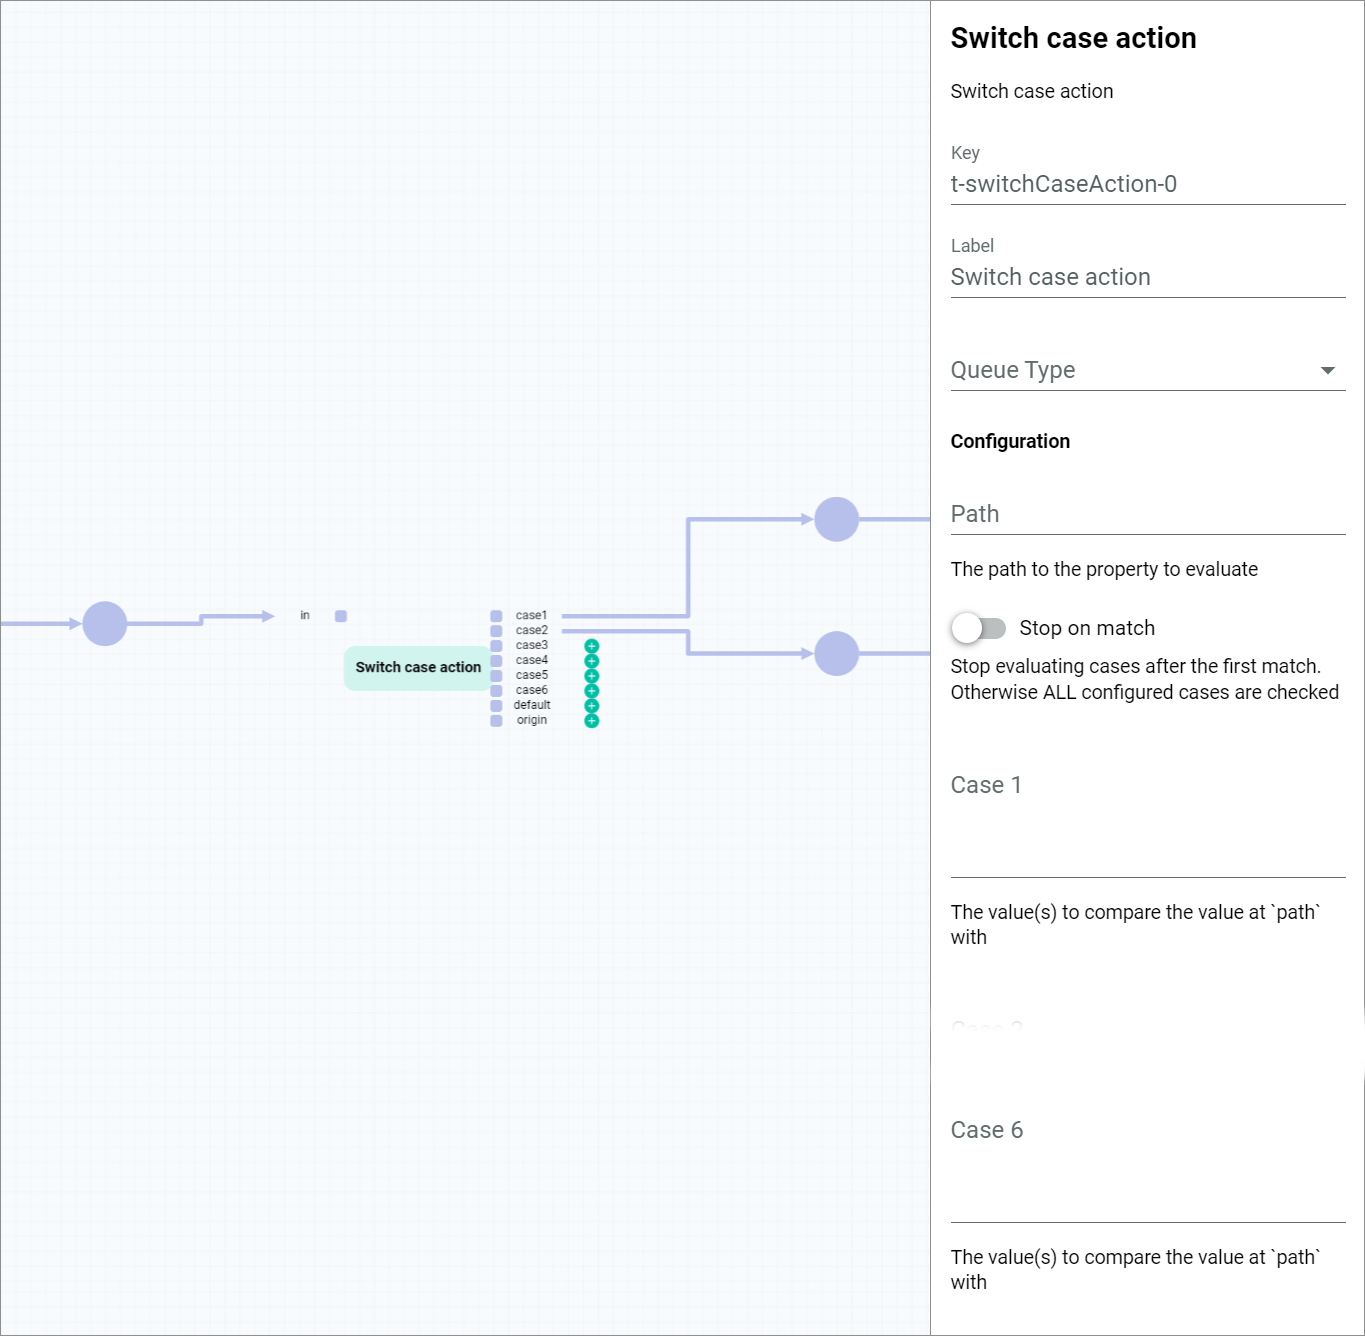 in
Switch case action
case1
case2
case3
case4
case5
case6
default
origin
Switch case action
Switch case action
Key
t-switchCaseAction-0
Label
Switch case action
Queue Type
Configuration
Path
The path to the property to evaluate
Stop on match
Stop evaluating cases after the first match.
Otherwise ALL configured cases are checked
Case 1
The value(s) to compare the value at `path`
with
Case 6
The value(s) to compare the value at `path`
with